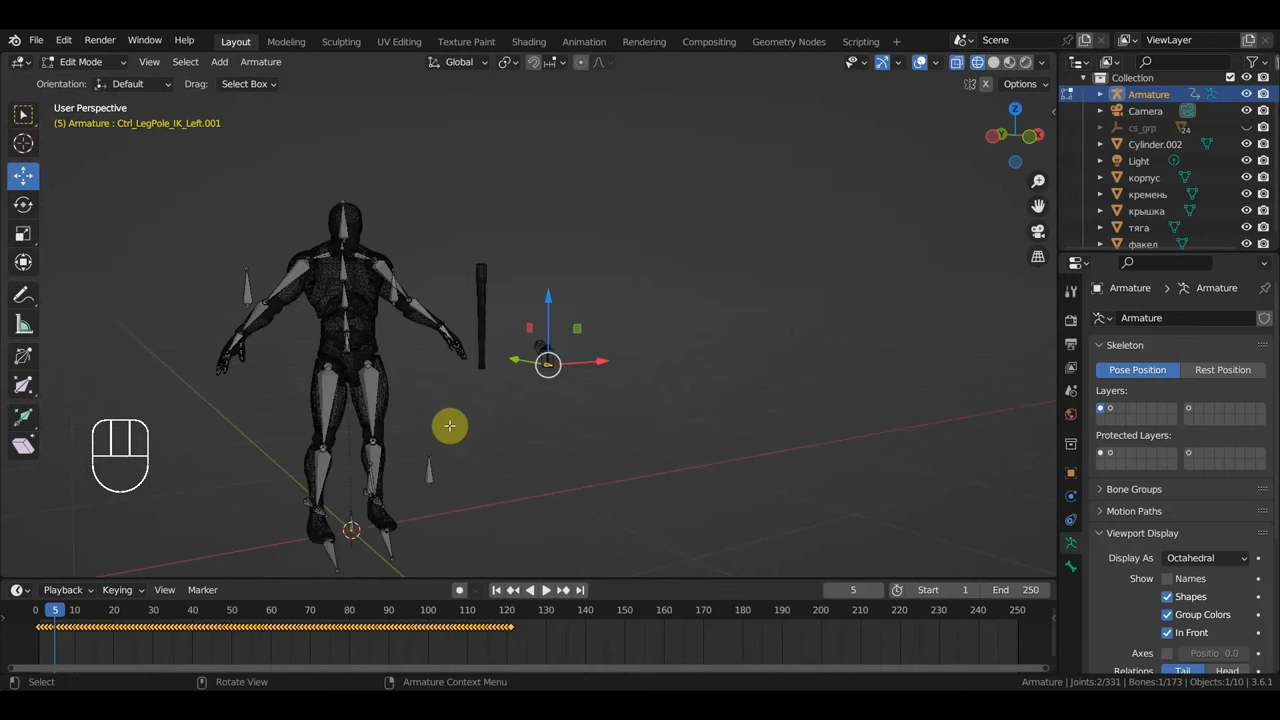 File Edit Render Window Help Layout Modeling Sculpting UV Editing Texture Paint Shading Animation Rendering Compositing Geometry Nodes Scripting + Scene ViewLayer
Edit Mode View Select Add Armature Global
Orientation: Default Drag: Select Box X Options
User Perspective
(5) Armature : Ctrl_LegPole_IK_Left.001
Z
Y
X
Collection
Armature
Camera
cs_grp 24
Cylinder.002
Light
корпус
кремень
крышка
тяга
факел
Armature Armature
Armature
Skeleton
Pose Position Rest Position
Layers:
Protected Layers:
Bone Groups
Motion Paths
Viewport Display
Display As Octahedral
Show Names
Shapes
Group Colors
In Front
Axes Positio 0.0
Relations Tail Head
Playback Keying View Marker 5 Start 1 End 250
0 5 10 20 30 40 50 60 70 80 90 100 110 120 130 140 150 160 170 180 190 200 210 220 230 240 250
Select Rotate View Armature Context Menu Armature | Joints:2/331 | Bones:1/173 | Objects:1/10 | 3.6.1